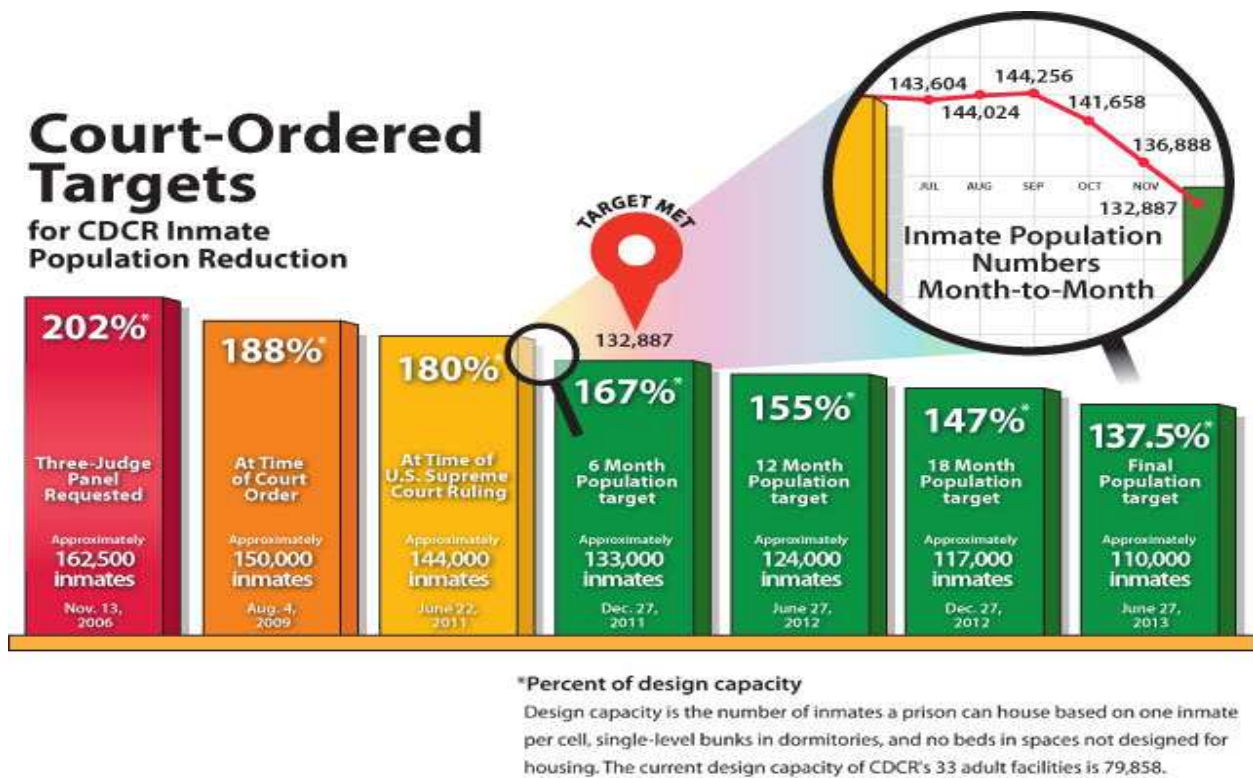 Court-Ordered
Targets
for CDCR Inmate
Population Reduction
143,604
144,024
144,256
141,658
136,888
132,887
JUL
AUG
SEP
OCT
NOV
Inmate Population
Numbers
Month-to-Month
TARGET MET
132,887
202%*
Three-Judge
Panel
Requested
Approximately
162,500
inmates
Nov. 13,
2006
188%*
At Time
of Court
Order
Approximately
150,000
inmates
Aug. 4,
2009
180%*
At Time of
U.S. Supreme
Court Ruling
Approximately
144,000
inmates
June 22,
2011
167%*
6 Month
Population
target
Approximately
133,000
inmates
Dec. 27,
2011
155%*
12 Month
Population
target
Approximately
124,000
inmates
June 27,
2012
147%*
18 Month
Population
target
Approximately
117,000
inmates
Dec. 27,
2012
137.5%*
Final
Population
target
Approximately
110,000
inmates
June 27,
2013
*Percent of design capacity
Design capacity is the number of inmates a prison can house based on one inmate
per cell, single-level bunks in dormitories, and no beds in spaces not designed for
housing. The current design capacity of CDCR's 33 adult facilities is 79,858.